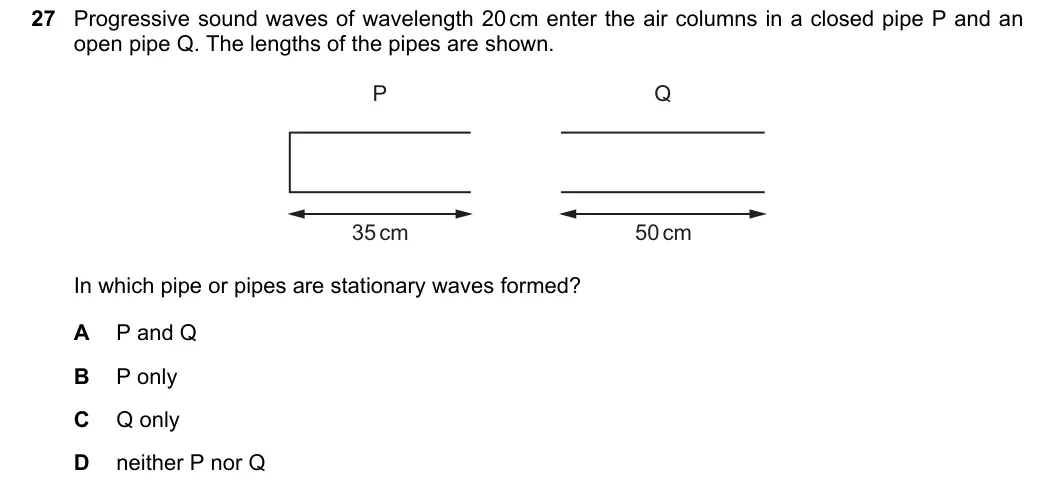 27 Progressive sound waves of wavelength 20 cm enter the air columns in a closed pipe P and an
open pipe Q. The lengths of the pipes are shown.
P Q
35 cm 50 cm
In which pipe or pipes are stationary waves formed?
A P and Q
B P only
C Q only
D neither P nor Q